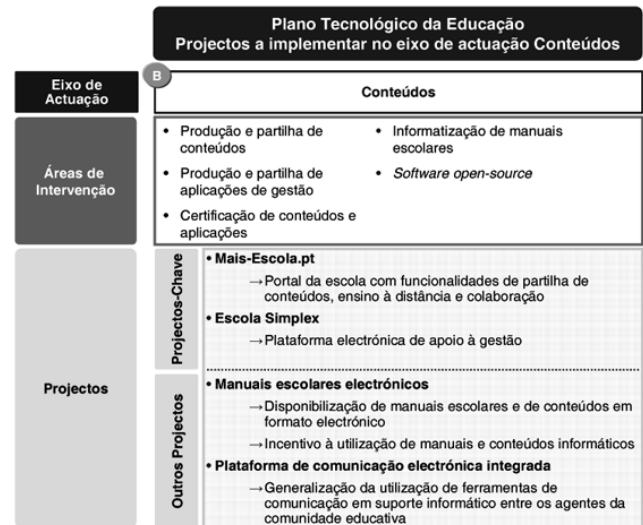 Plano Tecnológico da Educação
Projectos a implementar no eixo de actuação Conteúdos
B
Eixo de
Actuação
Conteúdos
Áreas de
Intervenção
• Produção e partilha de
conteúdos
• Produção e partilha de
aplicações de gestão
• Certificação de conteúdos e
aplicações
• Informatização de manuais
escolares
• Software open-source
Projectos
Projectos-Chave
• Mais-Escola.pt
→Portal da escola com funcionalidades de partilha de
conteúdos, ensino à distância e colaboração
• Escola Simplex
→Plataforma electrónica de apoio à gestão
Outros Projectos
• Manuais escolares electrónicos
→Disponibilização de manuais escolares e de conteúdos em
formato electrónico
→Incentivo à utilização de manuais e conteúdos informáticos
• Plataforma de comunicação electrónica integrada
→Generalização da utilização de ferramentas de
comunicação em suporte informático entre os agentes da
comunidade educativa